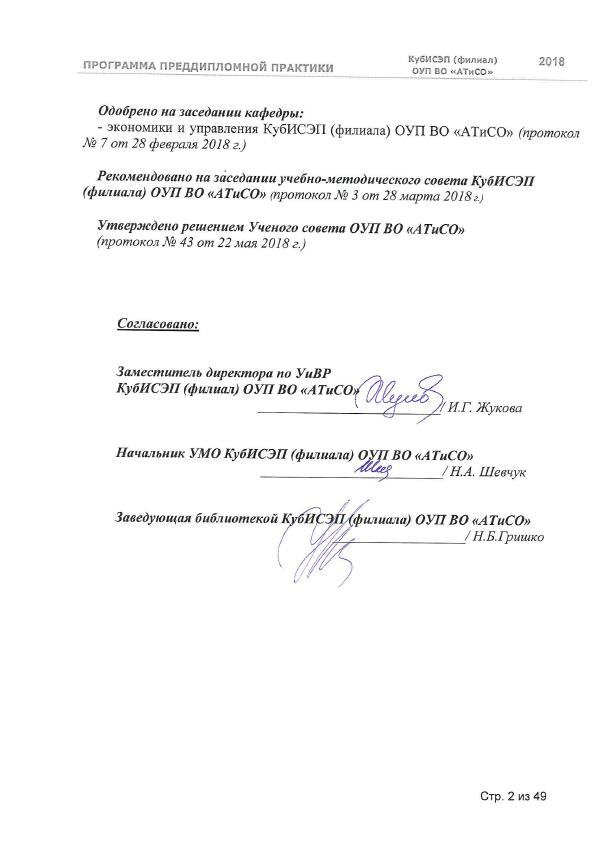 ПРОГРАММА ПРЕДДИПЛОМНОЙ ПРАКТИКИ КубИСЭП (филиал) 2018
ОУП ВО «АТиСО»
Одобрено на заседании кафедры:
- экономики и управления КубИСЭП (филиала) ОУП ВО «АТиСО» (протокол
№ 7 от 28 февраля 2018 г.)
Рекомендовано на заседании учебно-методического совета КубИСЭП
(филиала) ОУП ВО «АТиСО» (протокол № 3 от 28 марта 2018 г.)
Утверждено решением Ученого совета ОУП ВО «АТиСО»
(протокол № 43 от 22 мая 2018 г.)
Согласовано:
Заместитель директора по УиВР
КубИСЭП (филиал) ОУП ВО «АТиСО»
/ И.Г. Жукова
Начальник УМО КубИСЭП (филиала) ОУП ВО «АТиСО»
/ Н.А. Шевчук
Заведующая библиотекой КубИСЭП (филиала) ОУП ВО «АТиСО»
/ Н.Б.Гришко
Стр. 2 из 49